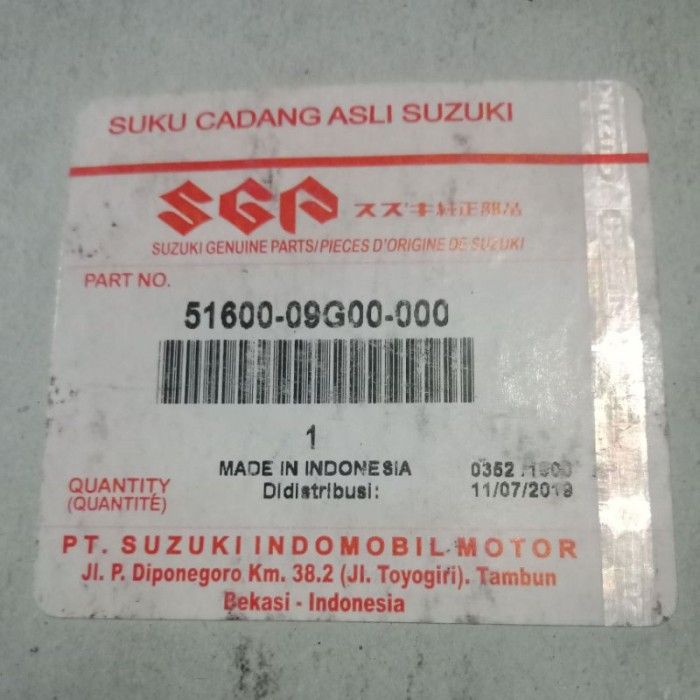 SUKU CADANG ASLI SUZUKI
SGP スズキ純正部品
SUZUKI GENUINE PARTS/PIECES D'ORIGINE DE SUZUKI
PART NO.
51600-09G00-000
1
MADE IN INDONESIA
0352
QUANTITY
(QUANTITÉ)
Didistribusi:
11/07/2019
PT. SUZUKI INDOMOBIL MOTOR
Jl. P. Diponegoro Km. 38.2 (Jl. Toyogiri). Tambun
Bekasi - Indonesia
SUZUKI